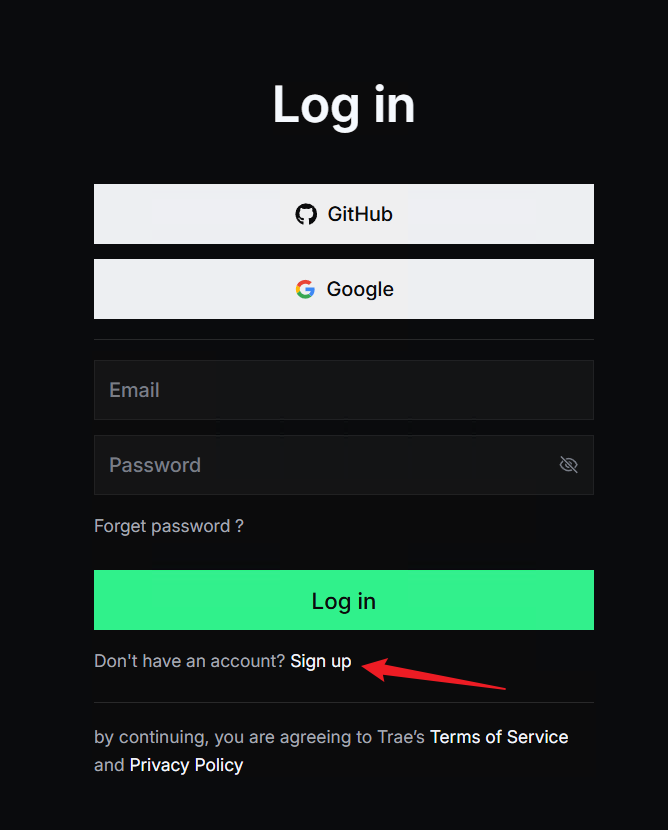 Log in
GitHub
Google
Email
Password
Forget password ?
Log in
Don't have an account? Sign up
by continuing, you are agreeing to Trae’s Terms of Service
and Privacy Policy